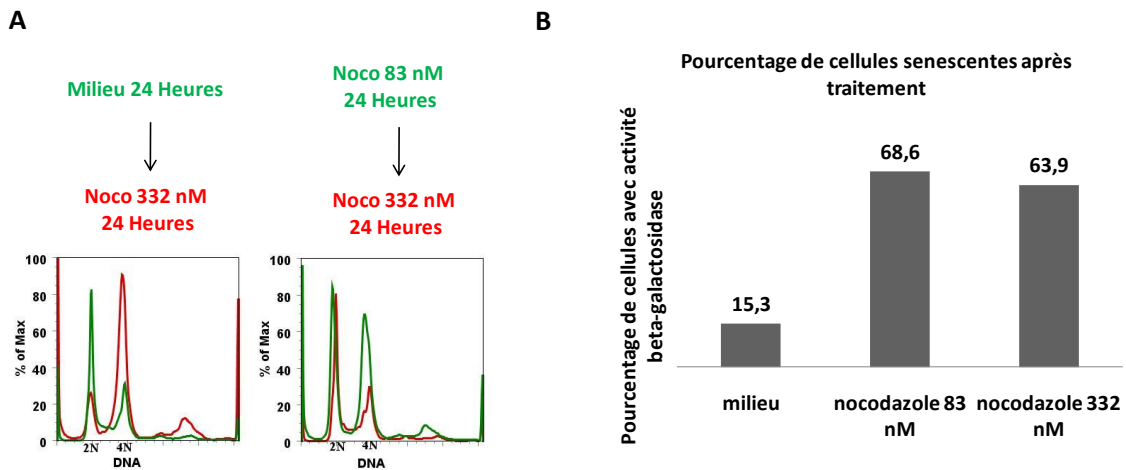 A
Milieu 24 Heures
Noco 332 nM
24 Heures
Noco 83 nM
24 Heures
Noco 332 nM
24 Heures
100
80
60
40
20
0
% of Max
2N
4N
DNA
100
80
60
40
20
0
% of Max
2N
4N
DNA
B
Pourcentage de cellules senescentes après
traitement
Pourcentage de cellules avec activité
beta-galactosidase
15,3
68,6
63,9
milieu
nocodazole 83
nM
nocodazole 332
nM